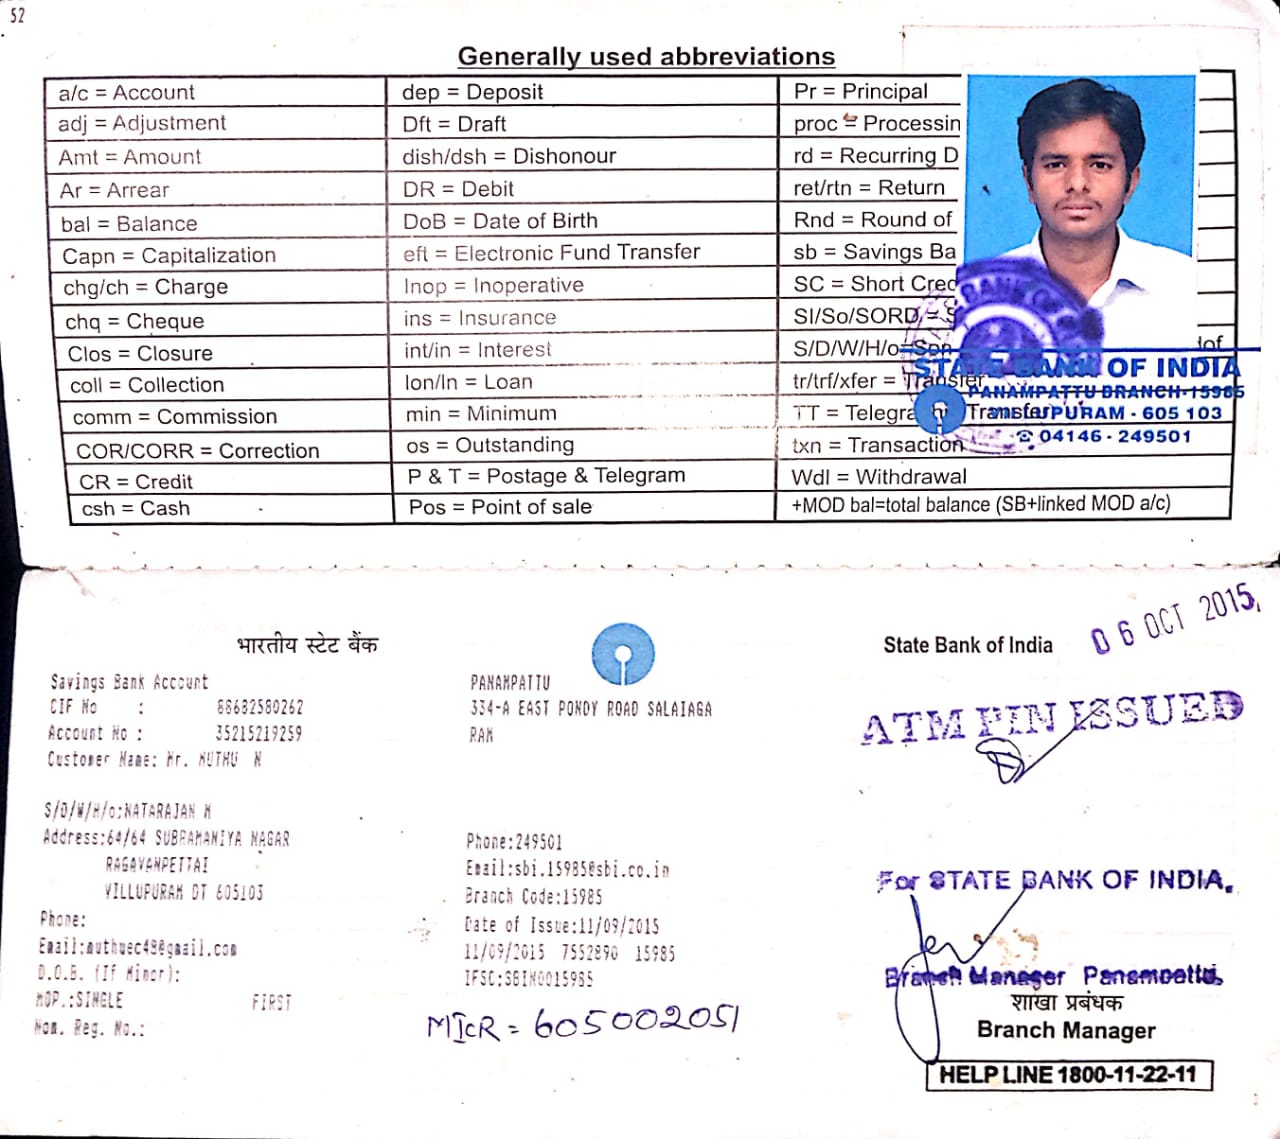 52
Generally used abbreviations
a/c = Account dep = Deposit Pr = Principal
adj = Adjustment Dft = Draft proc = Processin
Amt = Amount dish/dsh = Dishonour rd = Recurring D
Ar = Arrear DR = Debit ret/rtn = Return
bal = Balance DoB = Date of Birth Rnd = Round of
Capn = Capitalization eft = Electronic Fund Transfer sb = Savings Ba
chg/ch = Charge Inop = Inoperative SC = Short Cred
chq = Cheque ins = Insurance SI/So/SORD = S
Clos = Closure int/in = Interest S/D/W/H/o=Son
coll = Collection lon/ln = Loan tr/trf/xfer = Transfer
comm = Commission min = Minimum TT = Telegraphic Transfer
COR/CORR = Correction os = Outstanding txn = Transaction
CR = Credit P & T = Postage & Telegram Wdl = Withdrawal
csh = Cash Pos = Point of sale +MOD bal=total balance (SB+linked MOD a/c)
STATE BANK OF INDIA
PANAMPATTU BRANCH-15985
PURAM - 605 103
☎ 04146 - 249501
भारतीय स्टेट बैंक State Bank of India
06 OCT 2015
ATM PIN ISSUED
Savings Bank Account
CIF No : 88682580262
Account No : 35215219259
Customer Name: Mr. MUTHU N
S/D/W/H/o:NATARAJAN M
Address:64/64 SUBRAMANIYA NAGAR
RAGAVANPETTAI
VILLUPURAM DT 605103
Phone:
Email:muthuec48@gmail.com
D.O.B. (If Minor):
MOP.:SINGLE FIRST
Nom. Reg. No.:
PANAMPATTU
334-A EAST PONDY ROAD SALAIAGA
RAM
Phone:249501
Email:sbi.15985@sbi.co.in
Branch Code:15985
Date of Issue:11/09/2015
11/09/2015 7552890 15985
IFSC:SBIN0015985
MICR = 605002051
For STATE BANK OF INDIA,
Branch Manager Panampattu.
शाखा प्रबंधक
Branch Manager
HELP LINE 1800-11-22-11